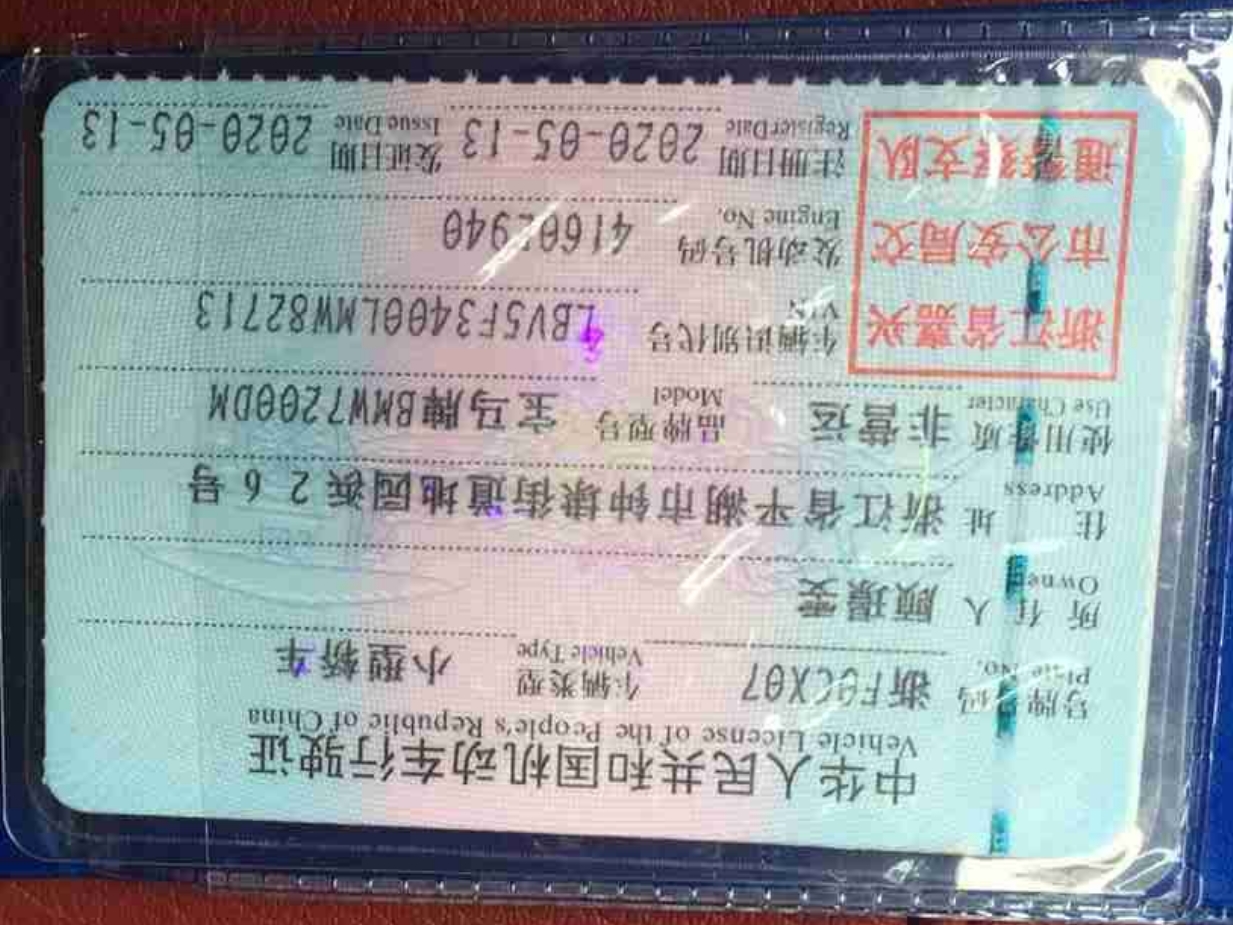 中华人民共和国机动车行驶证
Vehicle License of the People's Republic of China
号牌号码 浙F0CX07 车辆类型 小型轿车
Plate No. Vehicle Type
所有人 顾璟雯
Owner
住址 浙江省平湖市钟埭街道地园浜26号
Address
使用性质 非营运 品牌型号 宝马牌BMW7200DM
Use Character Model
浙江省嘉兴
市公安局交
通警察支队
车辆识别代号 LBV5F3400LMW82713
VIN
发动机号码
Engine No.
注册日期 2020-05-13 发证日期 2020-05-13
Register Date Issue Date